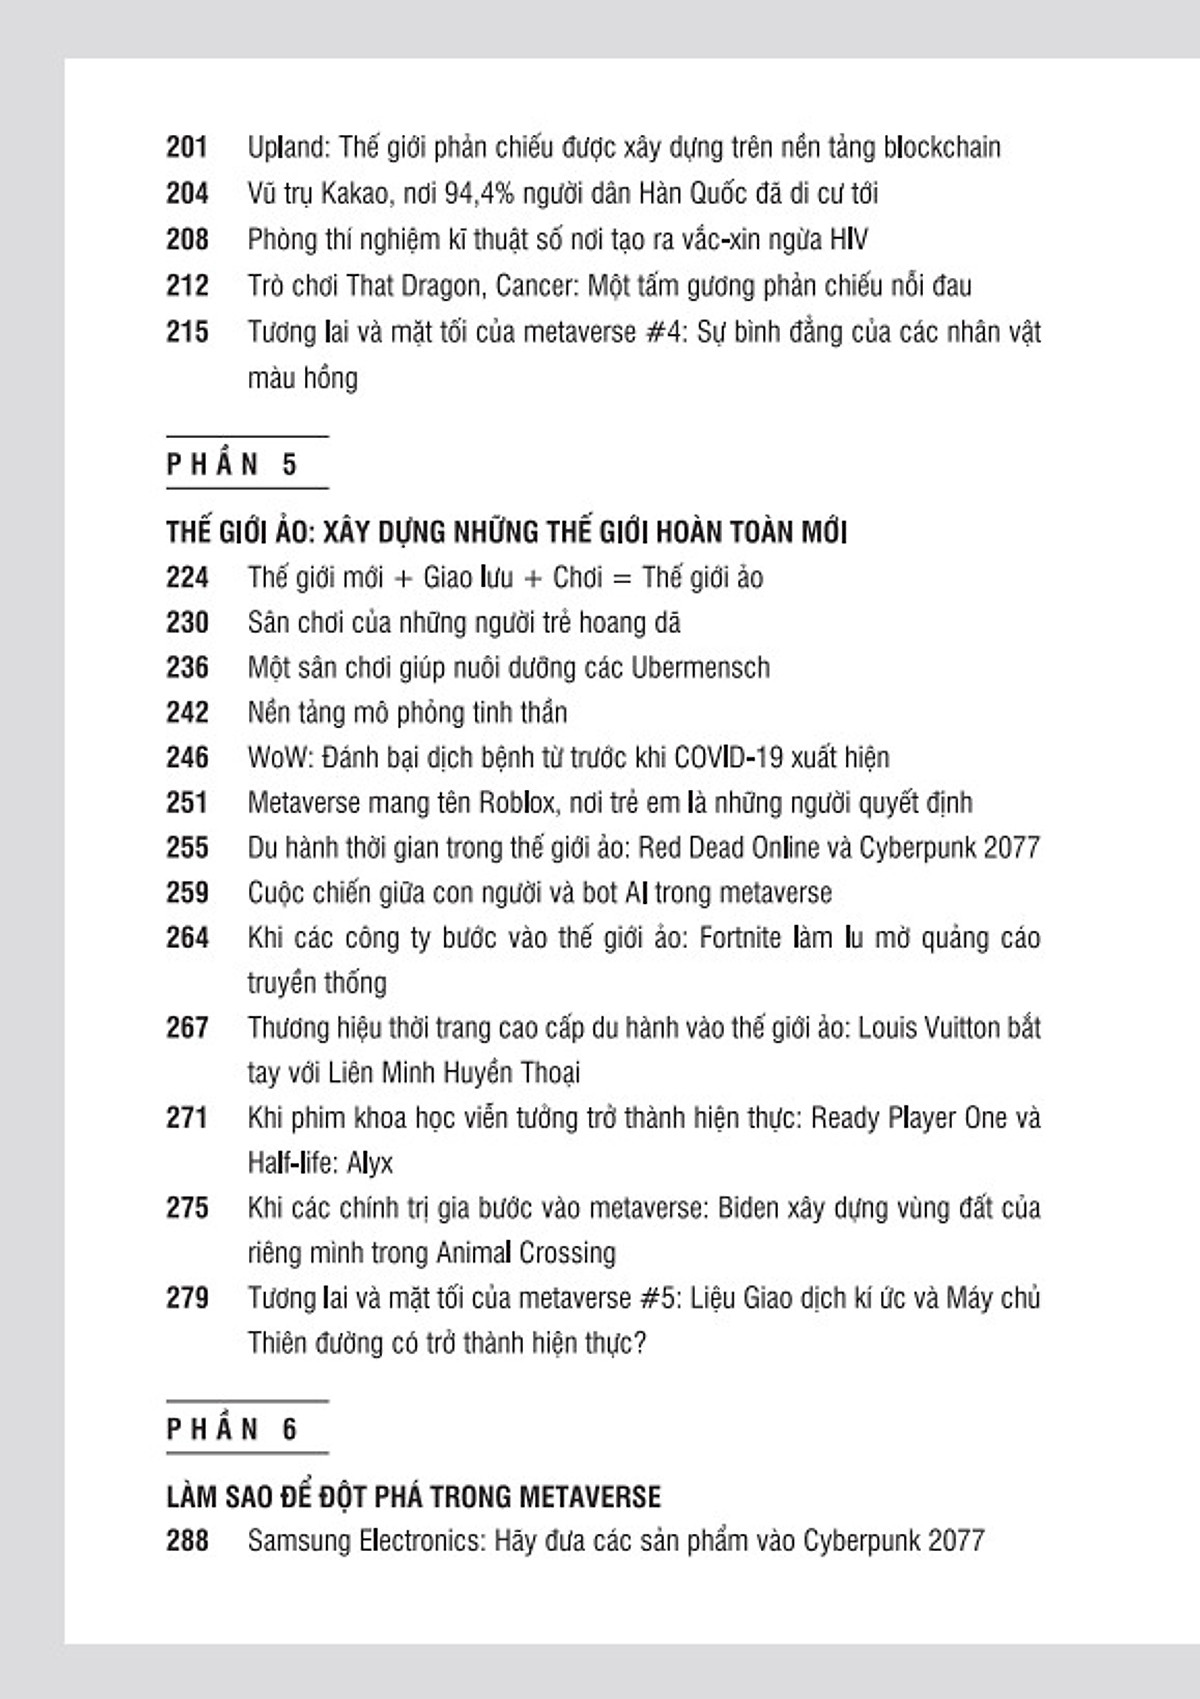 201 Upland: Thế giới phản chiếu được xây dựng trên nền tảng blockchain
204 Vũ trụ Kakao, nơi 94,4% người dân Hàn Quốc đã di cư tới
208 Phòng thí nghiệm kĩ thuật số nơi tạo ra vắc-xin ngừa HIV
212 Trò chơi That Dragon, Cancer: Một tấm gương phản chiếu nỗi đau
215 Tương lai và mặt tối của metaverse #4: Sự bình đẳng của các nhân vật
màu hồng
PHẦN 5
THẾ GIỚI ẢO: XÂY DỰNG NHỮNG THẾ GIỚI HOÀN TOÀN MỚI
224 Thế giới mới + Giao lưu + Chơi = Thế giới ảo
230 Sân chơi của những người trẻ hoang dã
236 Một sân chơi giúp nuôi dưỡng các Ubermensch
242 Nền tảng mô phỏng tinh thần
246 WoW: Đánh bại dịch bệnh từ trước khi COVID-19 xuất hiện
251 Metaverse mang tên Roblox, nơi trẻ em là những người quyết định
255 Du hành thời gian trong thế giới ảo: Red Dead Online và Cyberpunk 2077
259 Cuộc chiến giữa con người và bot AI trong metaverse
264 Khi các công ty bước vào thế giới ảo: Fortnite làm lu mờ quảng cáo
truyền thống
267 Thương hiệu thời trang cao cấp du hành vào thế giới ảo: Louis Vuitton bắt
tay với Liên Minh Huyền Thoại
271 Khi phim khoa học viễn tưởng trở thành hiện thực: Ready Player One và
Half-life: Alyx
275 Khi các chính trị gia bước vào metaverse: Biden xây dựng vùng đất của
riêng mình trong Animal Crossing
279 Tương lai và mặt tối của metaverse #5: Liệu Giao dịch kí ức và Máy chủ
Thiên đường có trở thành hiện thực?
PHẦN 6
LÀM SAO ĐỂ ĐỘT PHÁ TRONG METAVERSE
288 Samsung Electronics: Hãy đưa các sản phẩm vào Cyberpunk 2077